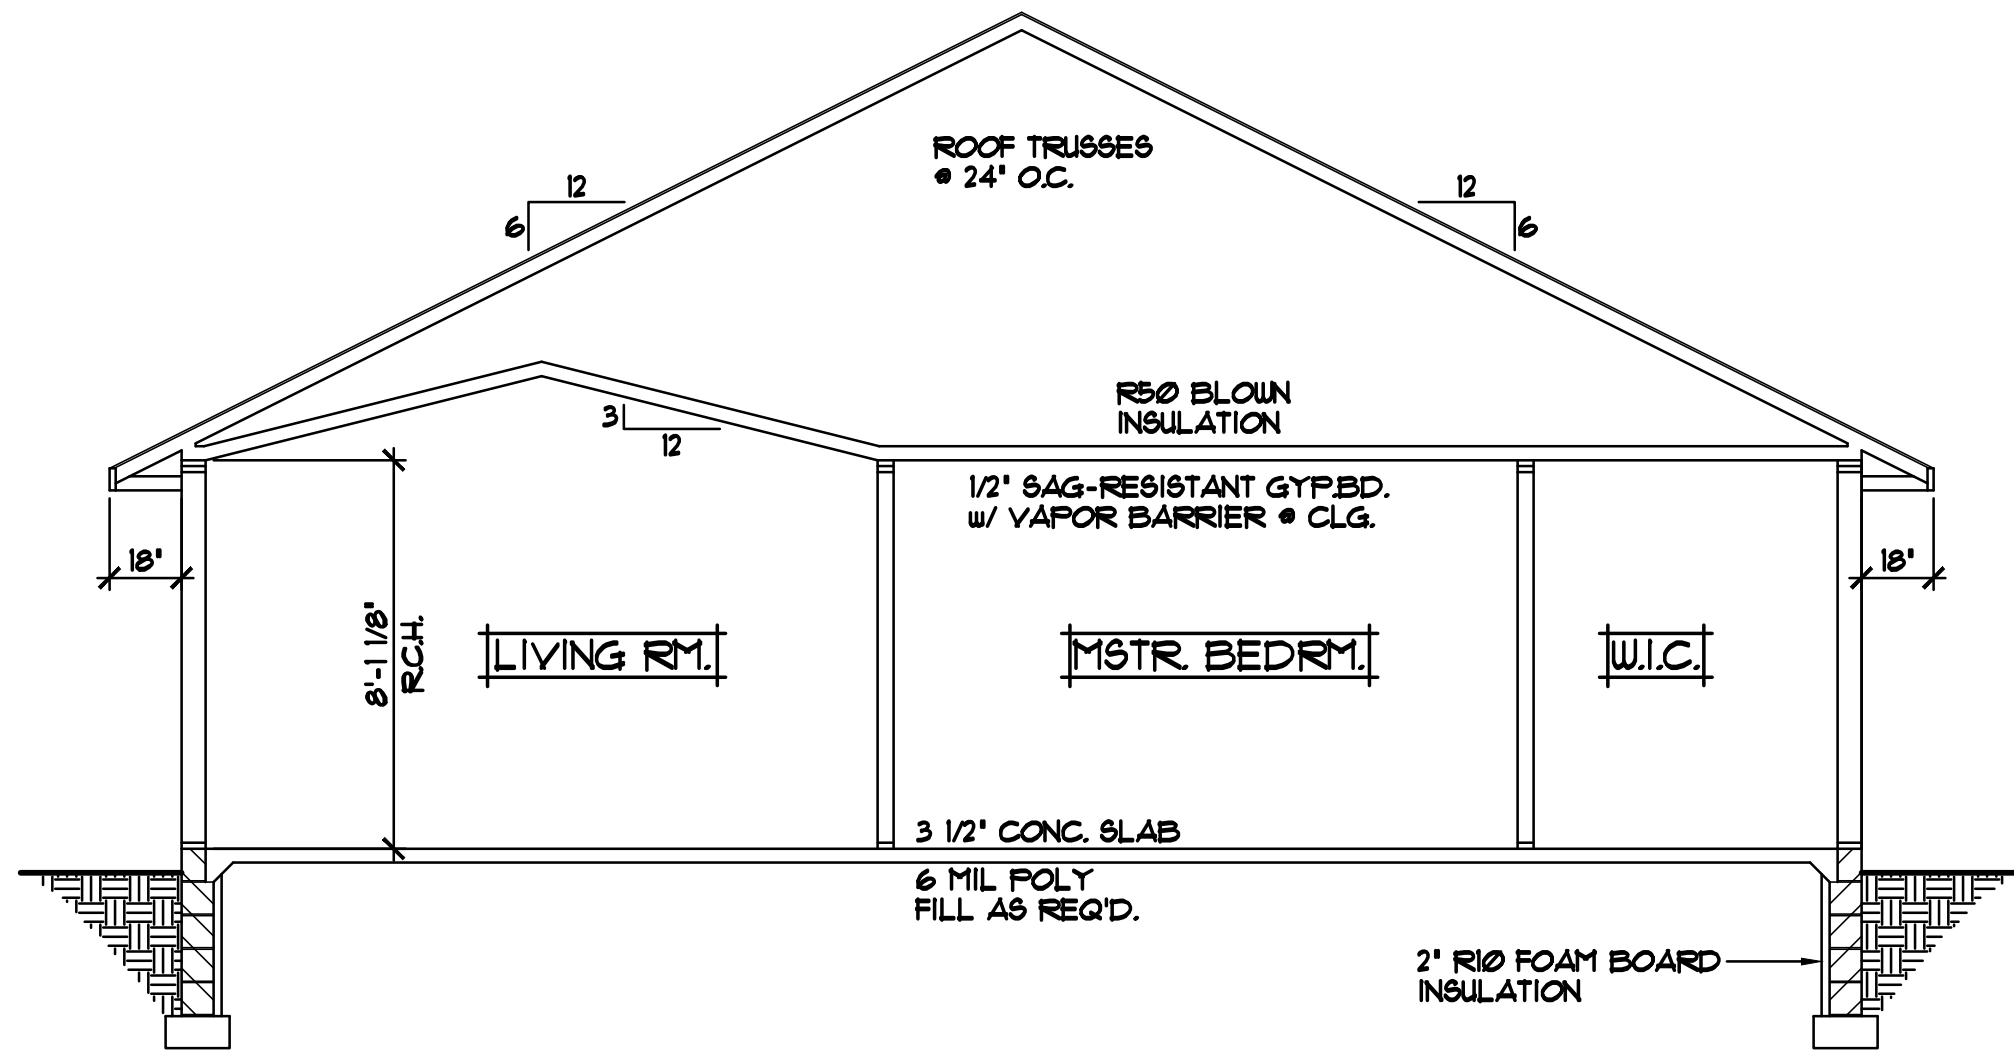 ROOF TRUSSES
@ 24" O.C.
12
6
12
6
R50 BLOWN
INSULATION
3
12
1/2" SAG-RESISTANT GYP.BD.
w/ VAPOR BARRIER @ CLG.
18"
18"
8'-1 1/8"
R.C.H.
LIVING RM.
MSTR. BEDRM.
W.I.C.
3 1/2" CONC. SLAB
6 MIL POLY
FILL AS REQ'D.
2" R10 FOAM BOARD
INSULATION